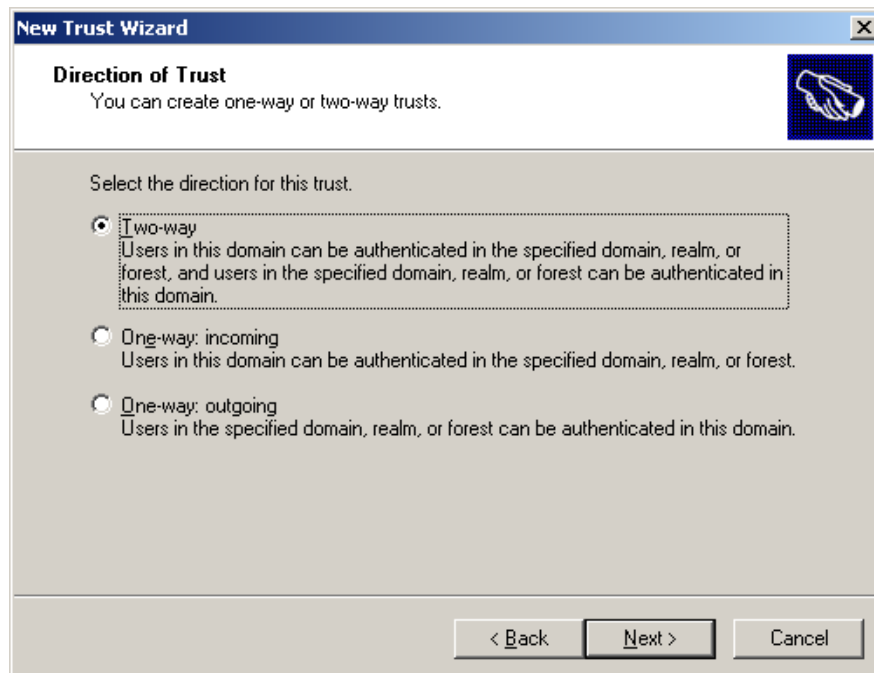 New Trust Wizard
Direction of Trust
You can create one-way or two-way trusts.
Select the direction for this trust.
Two-way
Users in this domain can be authenticated in the specified domain, realm, or
forest, and users in the specified domain, realm, or forest can be authenticated in
this domain.
One-way: incoming
Users in this domain can be authenticated in the specified domain, realm, or forest.
One-way: outgoing
Users in the specified domain, realm, or forest can be authenticated in this domain.
< Back Next > Cancel